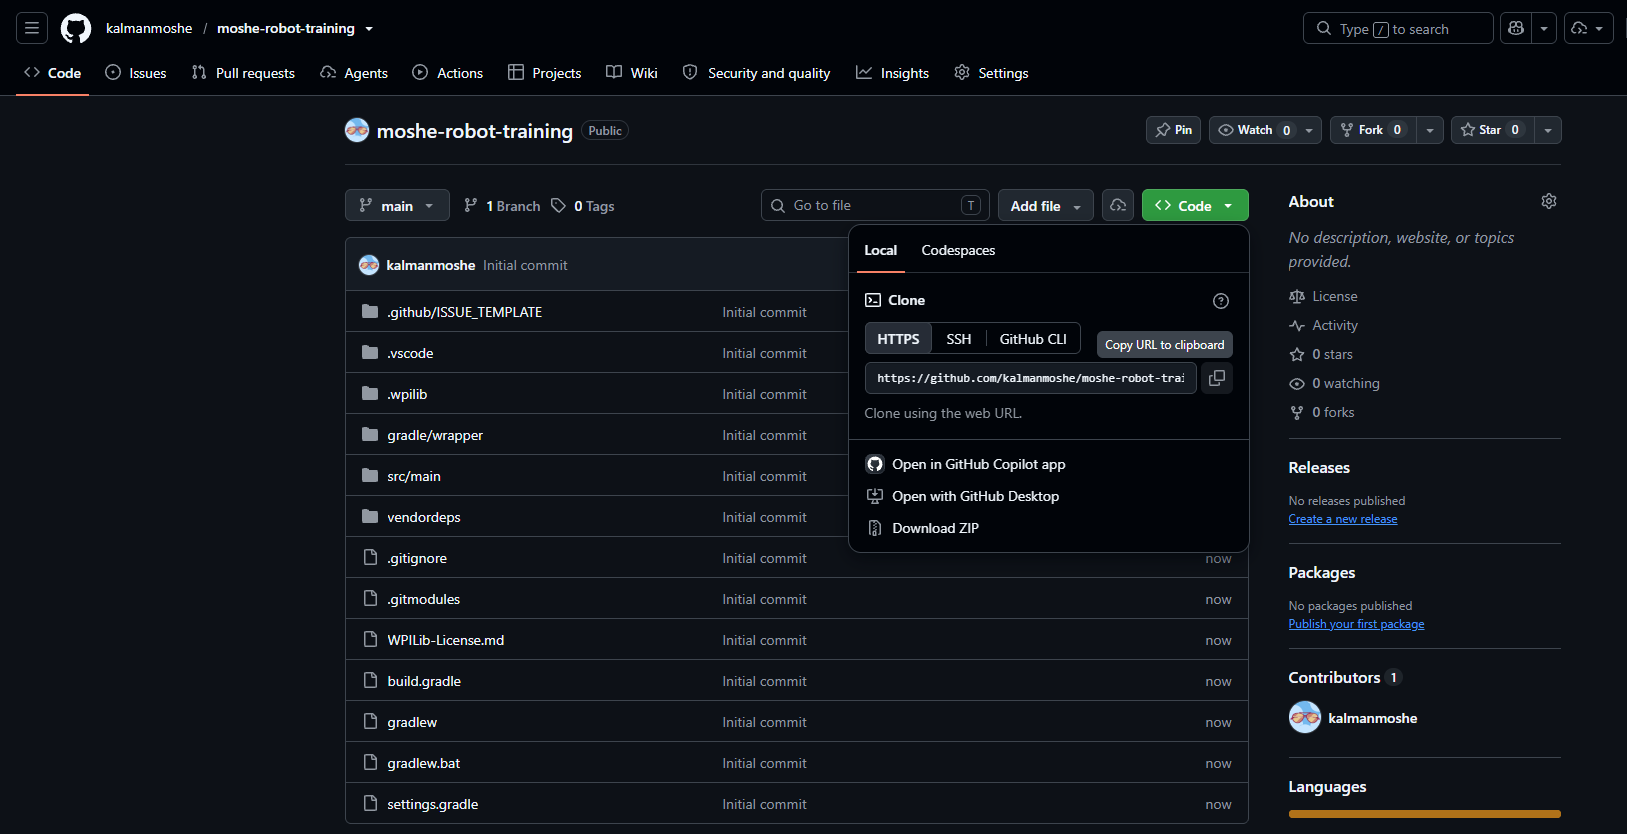 kalmanmoshe / moshe-robot-training
Type / to search
Code Issues Pull requests Agents Actions Projects Wiki Security and quality Insights Settings
moshe-robot-training Public
Pin Watch 0 Fork 0 Star 0
main 1 Branch 0 Tags Go to file T Add file Code
kalmanmoshe Initial commit
.github/ISSUE_TEMPLATE Initial commit
.vscode Initial commit
.wpilib Initial commit
gradle/wrapper Initial commit
src/main Initial commit
vendordeps Initial commit
.gitignore Initial commit now
.gitmodules Initial commit now
WPILib-License.md Initial commit now
build.gradle Initial commit now
gradlew Initial commit now
gradlew.bat Initial commit now
settings.gradle Initial commit now
Local Codespaces
Clone
HTTPS SSH GitHub CLI
Copy URL to clipboard
https://github.com/kalmanmoshe/moshe-robot-trai
Clone using the web URL.
Open in GitHub Copilot app
Open with GitHub Desktop
Download ZIP
About
No description, website, or topics
provided.
License
Activity
0 stars
0 watching
0 forks
Releases
No releases published
Create a new release
Packages
No packages published
Publish your first package
Contributors 1
kalmanmoshe
Languages